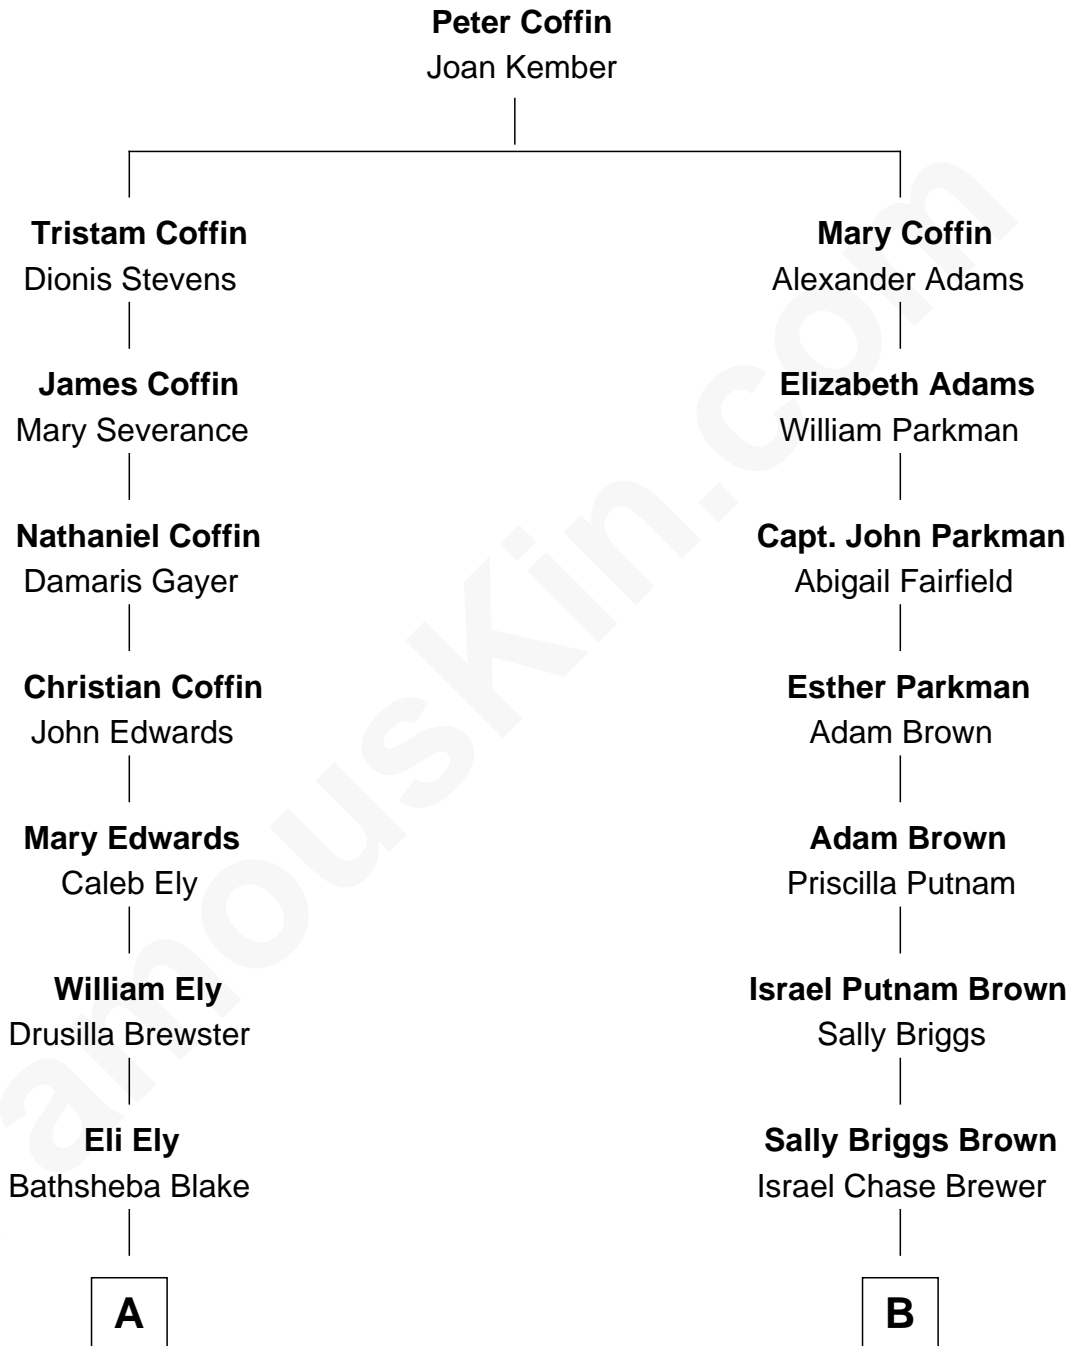 Peter Coffin
Joan Kember
Tristam Coffin
Dionis Stevens
Mary Coffin
Alexander Adams
James Coffin
Mary Severance
Elizabeth Adams
William Parkman
Nathaniel Coffin
Damaris Gayer
Capt. John Parkman
Abigail Fairfield
Christian Coffin
John Edwards
Esther Parkman
Adam Brown
Mary Edwards
Caleb Ely
Adam Brown
Priscilla Putnam
William Ely
Drusilla Brewster
Israel Putnam Brown
Sally Briggs
Eli Ely
Bathsheba Blake
Sally Briggs Brown
Israel Chase Brewer
A
B
amouskin.com